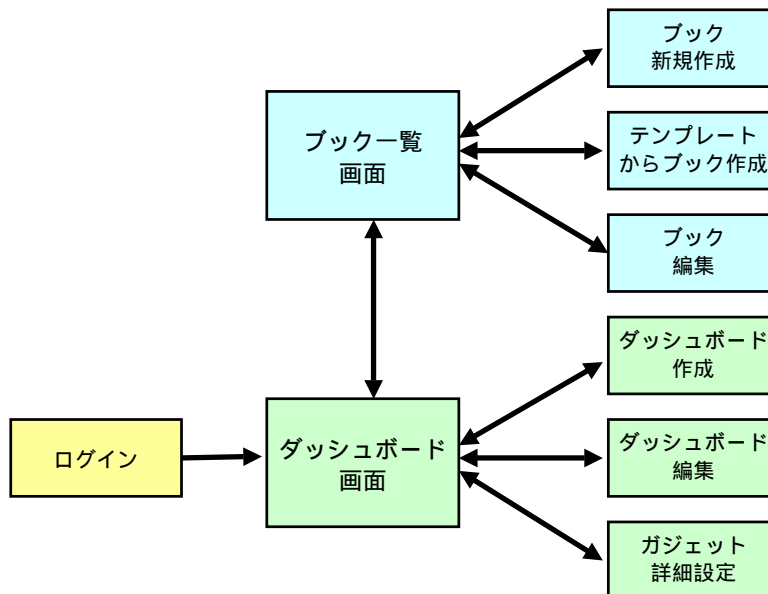 ブック
新規作成
ブック一覧
画面
テンプレート
からブック作成
ブック
編集
ダッシュボード
作成
ログイン
ダッシュボード
画面
ダッシュボード
編集
ガジェット
詳細設定